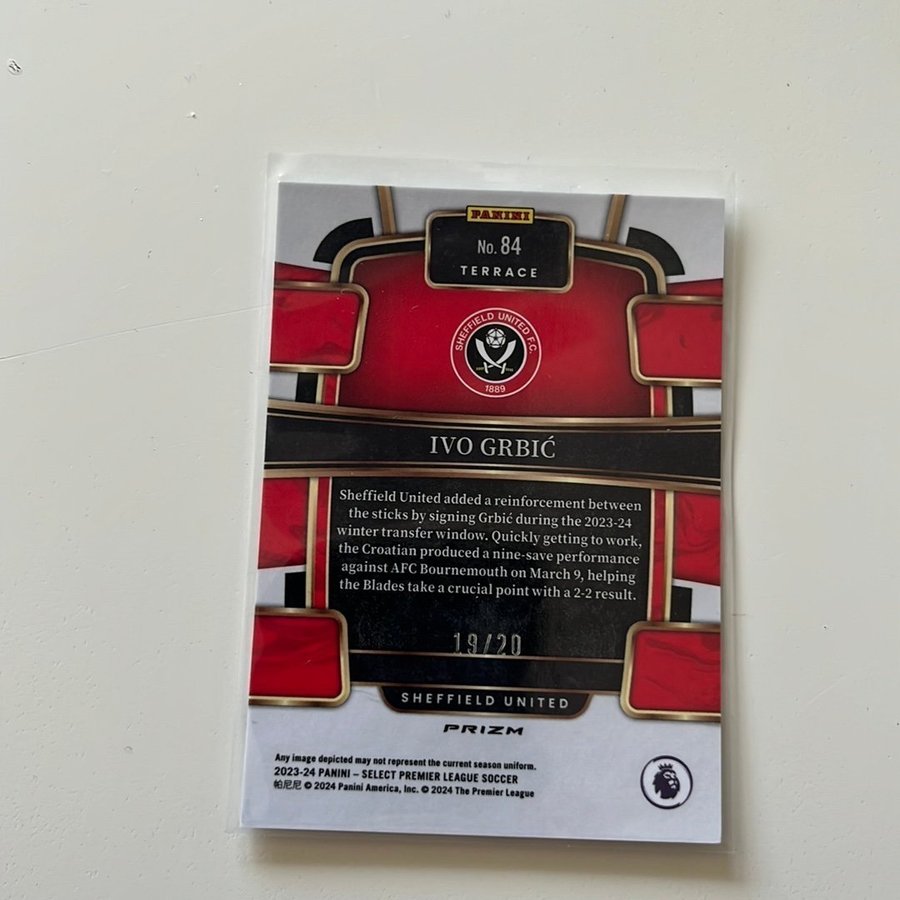 PANINI
No. 84
TERRACE
SHEFFIELD UNITED F.C.
1889
IVO GRBIĆ
Sheffield United added a reinforcement between
the sticks by signing Grbić during the 2023-24
winter transfer window. Quickly getting to work,
the Croatian produced a nine-save performance
against AFC Bournemouth on March 9, helping
the Blades take a crucial point with a 2-2 result.
19/20
SHEFFIELD UNITED
PRIZM
Any image depicted may not represent the current season uniform.
2023-24 PANINI – SELECT PREMIER LEAGUE SOCCER
帕尼尼 © 2024 Panini America, Inc. © 2024 The Premier League